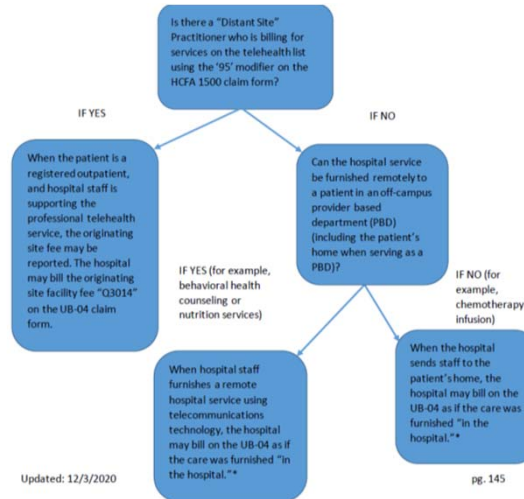 Is there a "Distant Site"
Practitioner who is billing for
services on the telehealth list
using the '95' modifier on the
HCFA 1500 claim form?
IF YES
IF NO
When the patient is a
registered outpatient,
and hospital staff is
supporting the
professional telehealth
service, the originating
site fee may be
reported. The hospital
may bill the originating
site facility fee "Q3014"
on the UB-04 claim
form.
Can the hospital service
be furnished remotely to
a patient in an off-campus
provider based
department (PBD)
(including the patient's
home when serving as a
PBD)?
IF YES (for example,
behavioral health
counseling or
nutrition services)
IF NO (for
example,
chemotherapy
infusion)
When hospital staff
furnishes a remote
hospital service using
telecommunications
technology, the hospital
may bill on the UB-04 as if
the care was furnished "in
the hospital."*
When the hospital
sends staff to the
patient's home, the
hospital may bill on the
UB-04 as if the care was
furnished "in the
hospital."*
Updated: 12/3/2020
pg. 145